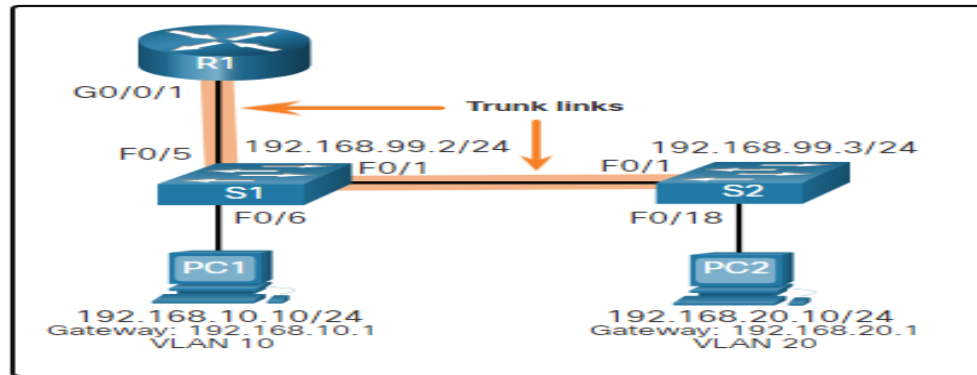 R1
G0/0/1
Trunk links
F0/5
192.168.99.2/24
F0/1
F0/1
192.168.99.3/24
S1
S2
F0/6
F0/18
PC1
PC2
192.168.10.10/24
Gateway: 192.168.10.1
VLAN 10
192.168.20.10/24
Gateway: 192.168.20.1
VLAN 20